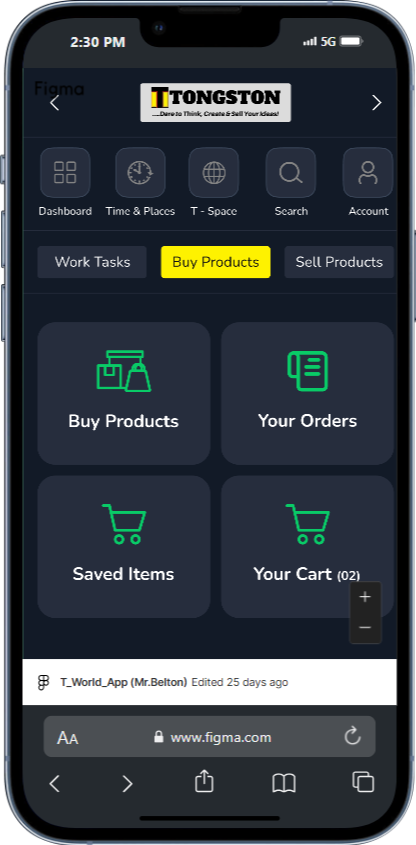 2:30 PM 5G
Figma
TTONGSTON
....Dare to Think, Create & Sell Your Ideas!
Dashboard Time & Places T - Space Search Account
Work Tasks Buy Products Sell Products
Buy Products Your Orders
Saved Items Your Cart (02)
+
−
T_World_App (Mr.Belton) Edited 25 days ago
AA www.figma.com